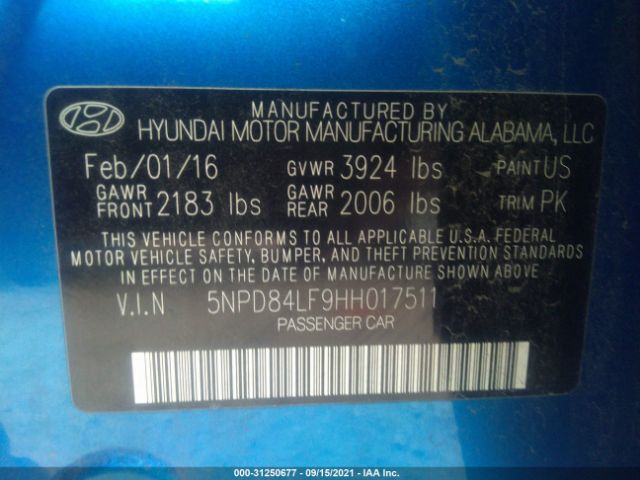 MANUFACTURED BY
HYUNDAI MOTOR MANUFACTURING ALABAMA, LLC
Feb/01/16 GVWR 3924 lbs PAINT US
GAWR FRONT 2183 lbs GAWR REAR 2006 lbs TRIM PK
THIS VEHICLE CONFORMS TO ALL APPLICABLE U.S.A. FEDERAL
MOTOR VEHICLE SAFETY, BUMPER, AND THEFT PREVENTION STANDARDS
IN EFFECT ON THE DATE OF MANUFACTURE SHOWN ABOVE.
V.I.N 5NPD84LF9HH017511
PASSENGER CAR
000-31250677 - 09/15/2021 - IAA Inc.